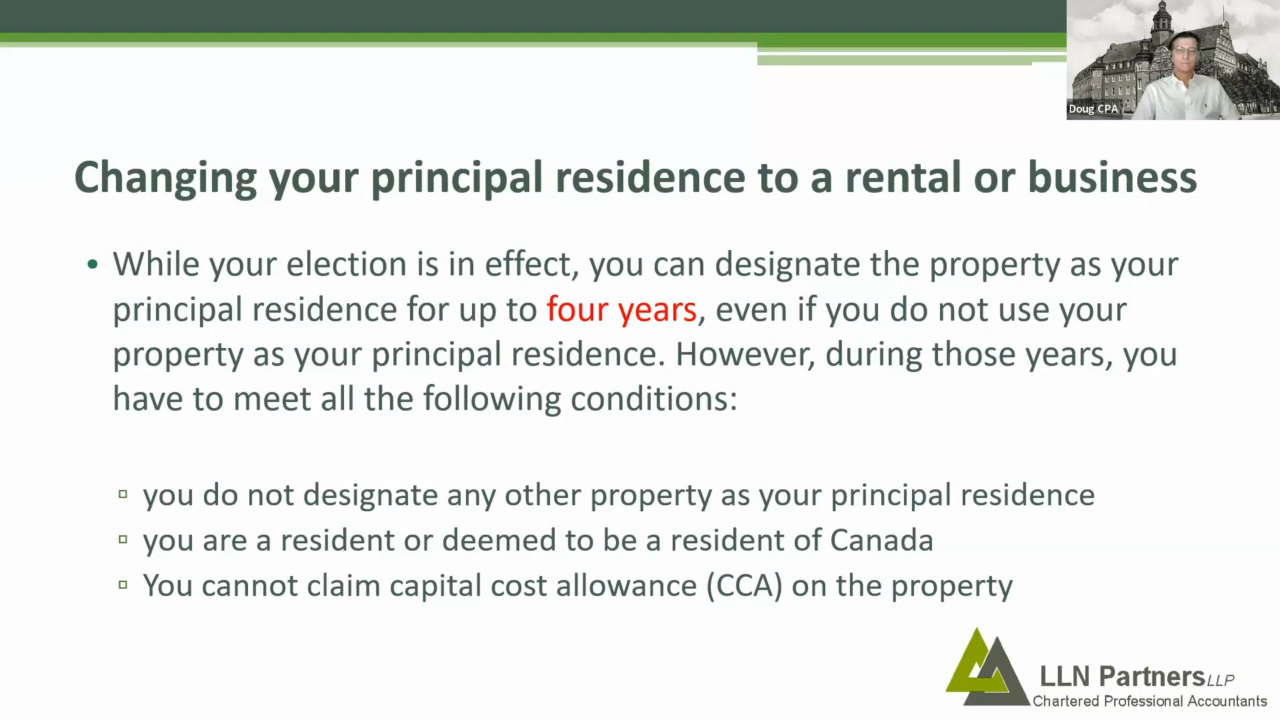 Doug CPA
Changing your principal residence to a rental or business
• While your election is in effect, you can designate the property as your
principal residence for up to four years, even if you do not use your
property as your principal residence. However, during those years, you
have to meet all the following conditions:
▫ you do not designate any other property as your principal residence
▫ you are a resident or deemed to be a resident of Canada
▫ You cannot claim capital cost allowance (CCA) on the property
LLN Partners LLP
Chartered Professional Accountants